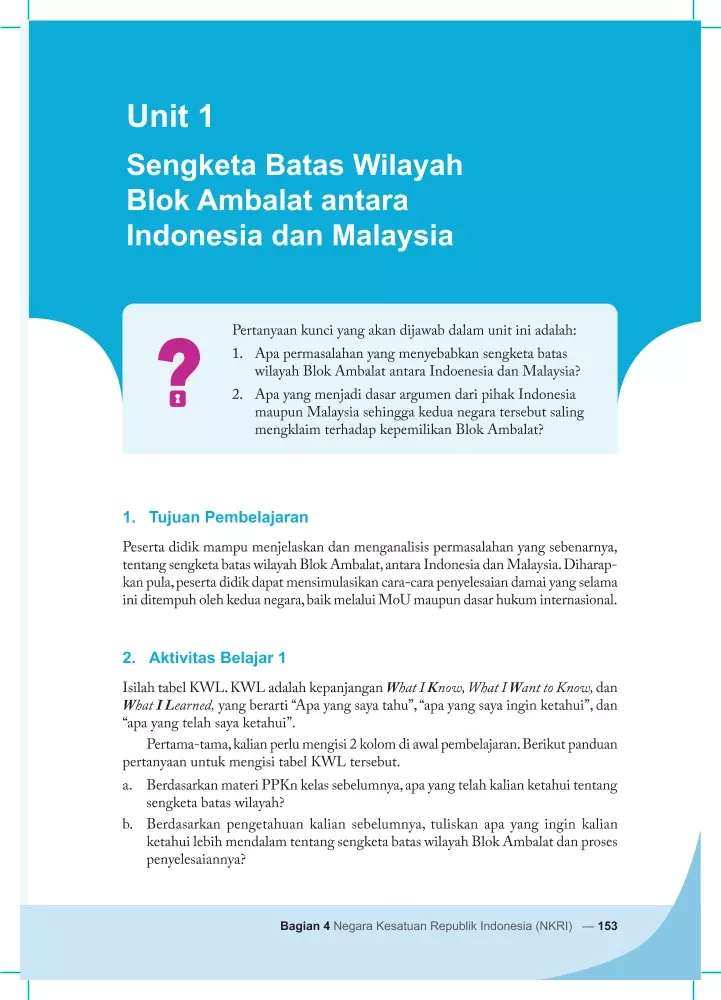 Unit 1
Sengketa Batas Wilayah
Blok Ambalat antara
Indonesia dan Malaysia
Pertanyaan kunci yang akan dijawab dalam unit ini adalah:
1. Apa permasalahan yang menyebabkan sengketa batas
wilayah Blok Ambalat antara Indoenesia dan Malaysia?
2. Apa yang menjadi dasar argumen dari pihak Indonesia
maupun Malaysia sehingga kedua negara tersebut saling
mengklaim terhadap kepemilikan Blok Ambalat?
1. Tujuan Pembelajaran
Peserta didik mampu menjelaskan dan menganalisis permasalahan yang sebenarnya,
tentang sengketa batas wilayah Blok Ambalat, antara Indonesia dan Malaysia. Diharap-
kan pula, peserta didik dapat mensimulasikan cara-cara penyelesaian damai yang selama
ini ditempuh oleh kedua negara, baik melalui MoU maupun dasar hukum internasional.
2. Aktivitas Belajar 1
Isilah tabel KWL. KWL adalah kepanjangan What I Know, What I Want to Know, dan
What I Learned, yang berarti “Apa yang saya tahu”, “apa yang saya ingin ketahui”, dan
“apa yang telah saya ketahui”.
Pertama-tama, kalian perlu mengisi 2 kolom di awal pembelajaran. Berikut panduan
pertanyaan untuk mengisi tabel KWL tersebut.
a. Berdasarkan materi PPKn kelas sebelumnya, apa yang telah kalian ketahui tentang
sengketa batas wilayah?
b. Berdasarkan pengetahuan kalian sebelumnya, tuliskan apa yang ingin kalian
ketahui lebih mendalam tentang sengketa batas wilayah Blok Ambalat dan proses
penyelesaiannya?
Bagian 4 Negara Kesatuan Republik Indonesia (NKRI) — 153